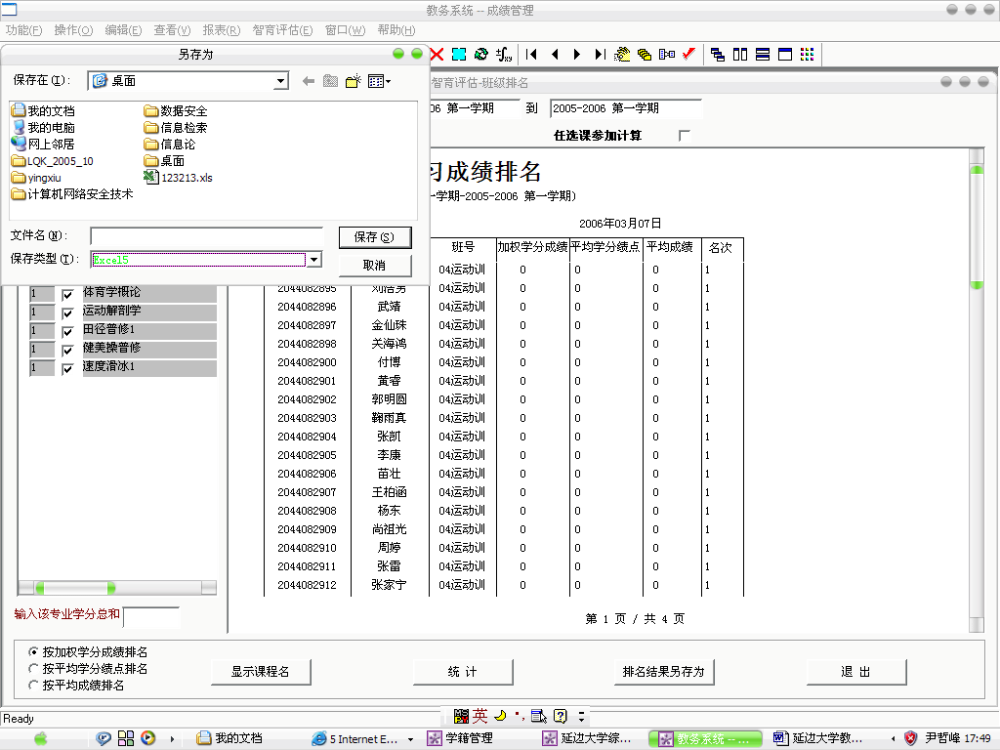 教务系统 -- 成绩管理
功能(F) 操作(O) 编辑(E) 查看(V) 报表(R) 智育评估(E) 窗口(W) 帮助(H)
另存为
保存在(I): 桌面
我的文档 数据安全
我的电脑 信息检索
网上邻居 信息论
LQK_2005_10 桌面
yingxiu 123213.xls
计算机网络安全技术
文件名(N): 保存(S)
保存类型(T): Excel5 取消
智育评估-班级排名
06 第一学期 到 2005-2006 第一学期
任选课参加计算
习成绩排名
学期-2005-2006 第一学期)
2006年03月07日
班号 加权学分成绩 平均学分绩点 平均成绩 名次
04运动训 0 0 0 1
2044082895 刘浩男 04运动训 0 0 0 1
2044082896 武靖 04运动训 0 0 0 1
2044082897 金仙珠 04运动训 0 0 0 1
2044082898 关海鸿 04运动训 0 0 0 1
2044082900 付博 04运动训 0 0 0 1
2044082901 黄睿 04运动训 0 0 0 1
2044082902 郭明圆 04运动训 0 0 0 1
2044082903 鞠雨真 04运动训 0 0 0 1
2044082904 张凯 04运动训 0 0 0 1
2044082905 李康 04运动训 0 0 0 1
2044082906 苗壮 04运动训 0 0 0 1
2044082907 王柏涵 04运动训 0 0 0 1
2044082908 杨东 04运动训 0 0 0 1
2044082909 尚祖光 04运动训 0 0 0 1
2044082910 周婷 04运动训 0 0 0 1
2044082911 张雷 04运动训 0 0 0 1
2044082912 张家宁 04运动训 0 0 0 1
第 1 页 / 共 4 页
1 体育学概论
1 运动解剖学
1 田径普修1
1 健美操普修
1 速度滑冰1
输入该专业学分总和
按加权学分成绩排名
按平均学分绩点排名
按平均成绩排名
显示课程名 统 计 排名结果另存为 退 出
Ready
英
我的文档 5 Internet E... 学籍管理 延边大学综... 教务系统 -- ... 延边大学教... 尹哲峰 17:49